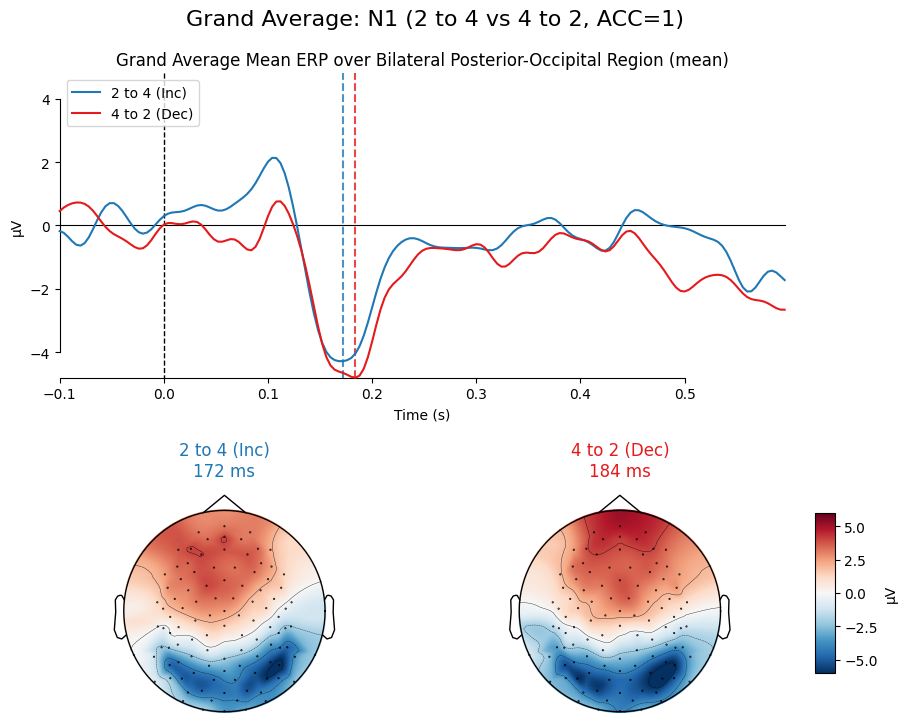 Grand Average: N1 (2 to 4 vs 4 to 2, ACC=1)
Grand Average Mean ERP over Bilateral Posterior-Occipital Region (mean)
2 to 4 (Inc)
4 to 2 (Dec)
µV
4
2
0
−2
−4
−0.1 0.0 0.1 0.2 0.3 0.4 0.5
Time (s)
2 to 4 (Inc)
172 ms
4 to 2 (Dec)
184 ms
5.0
2.5
0.0
−2.5
−5.0
µV